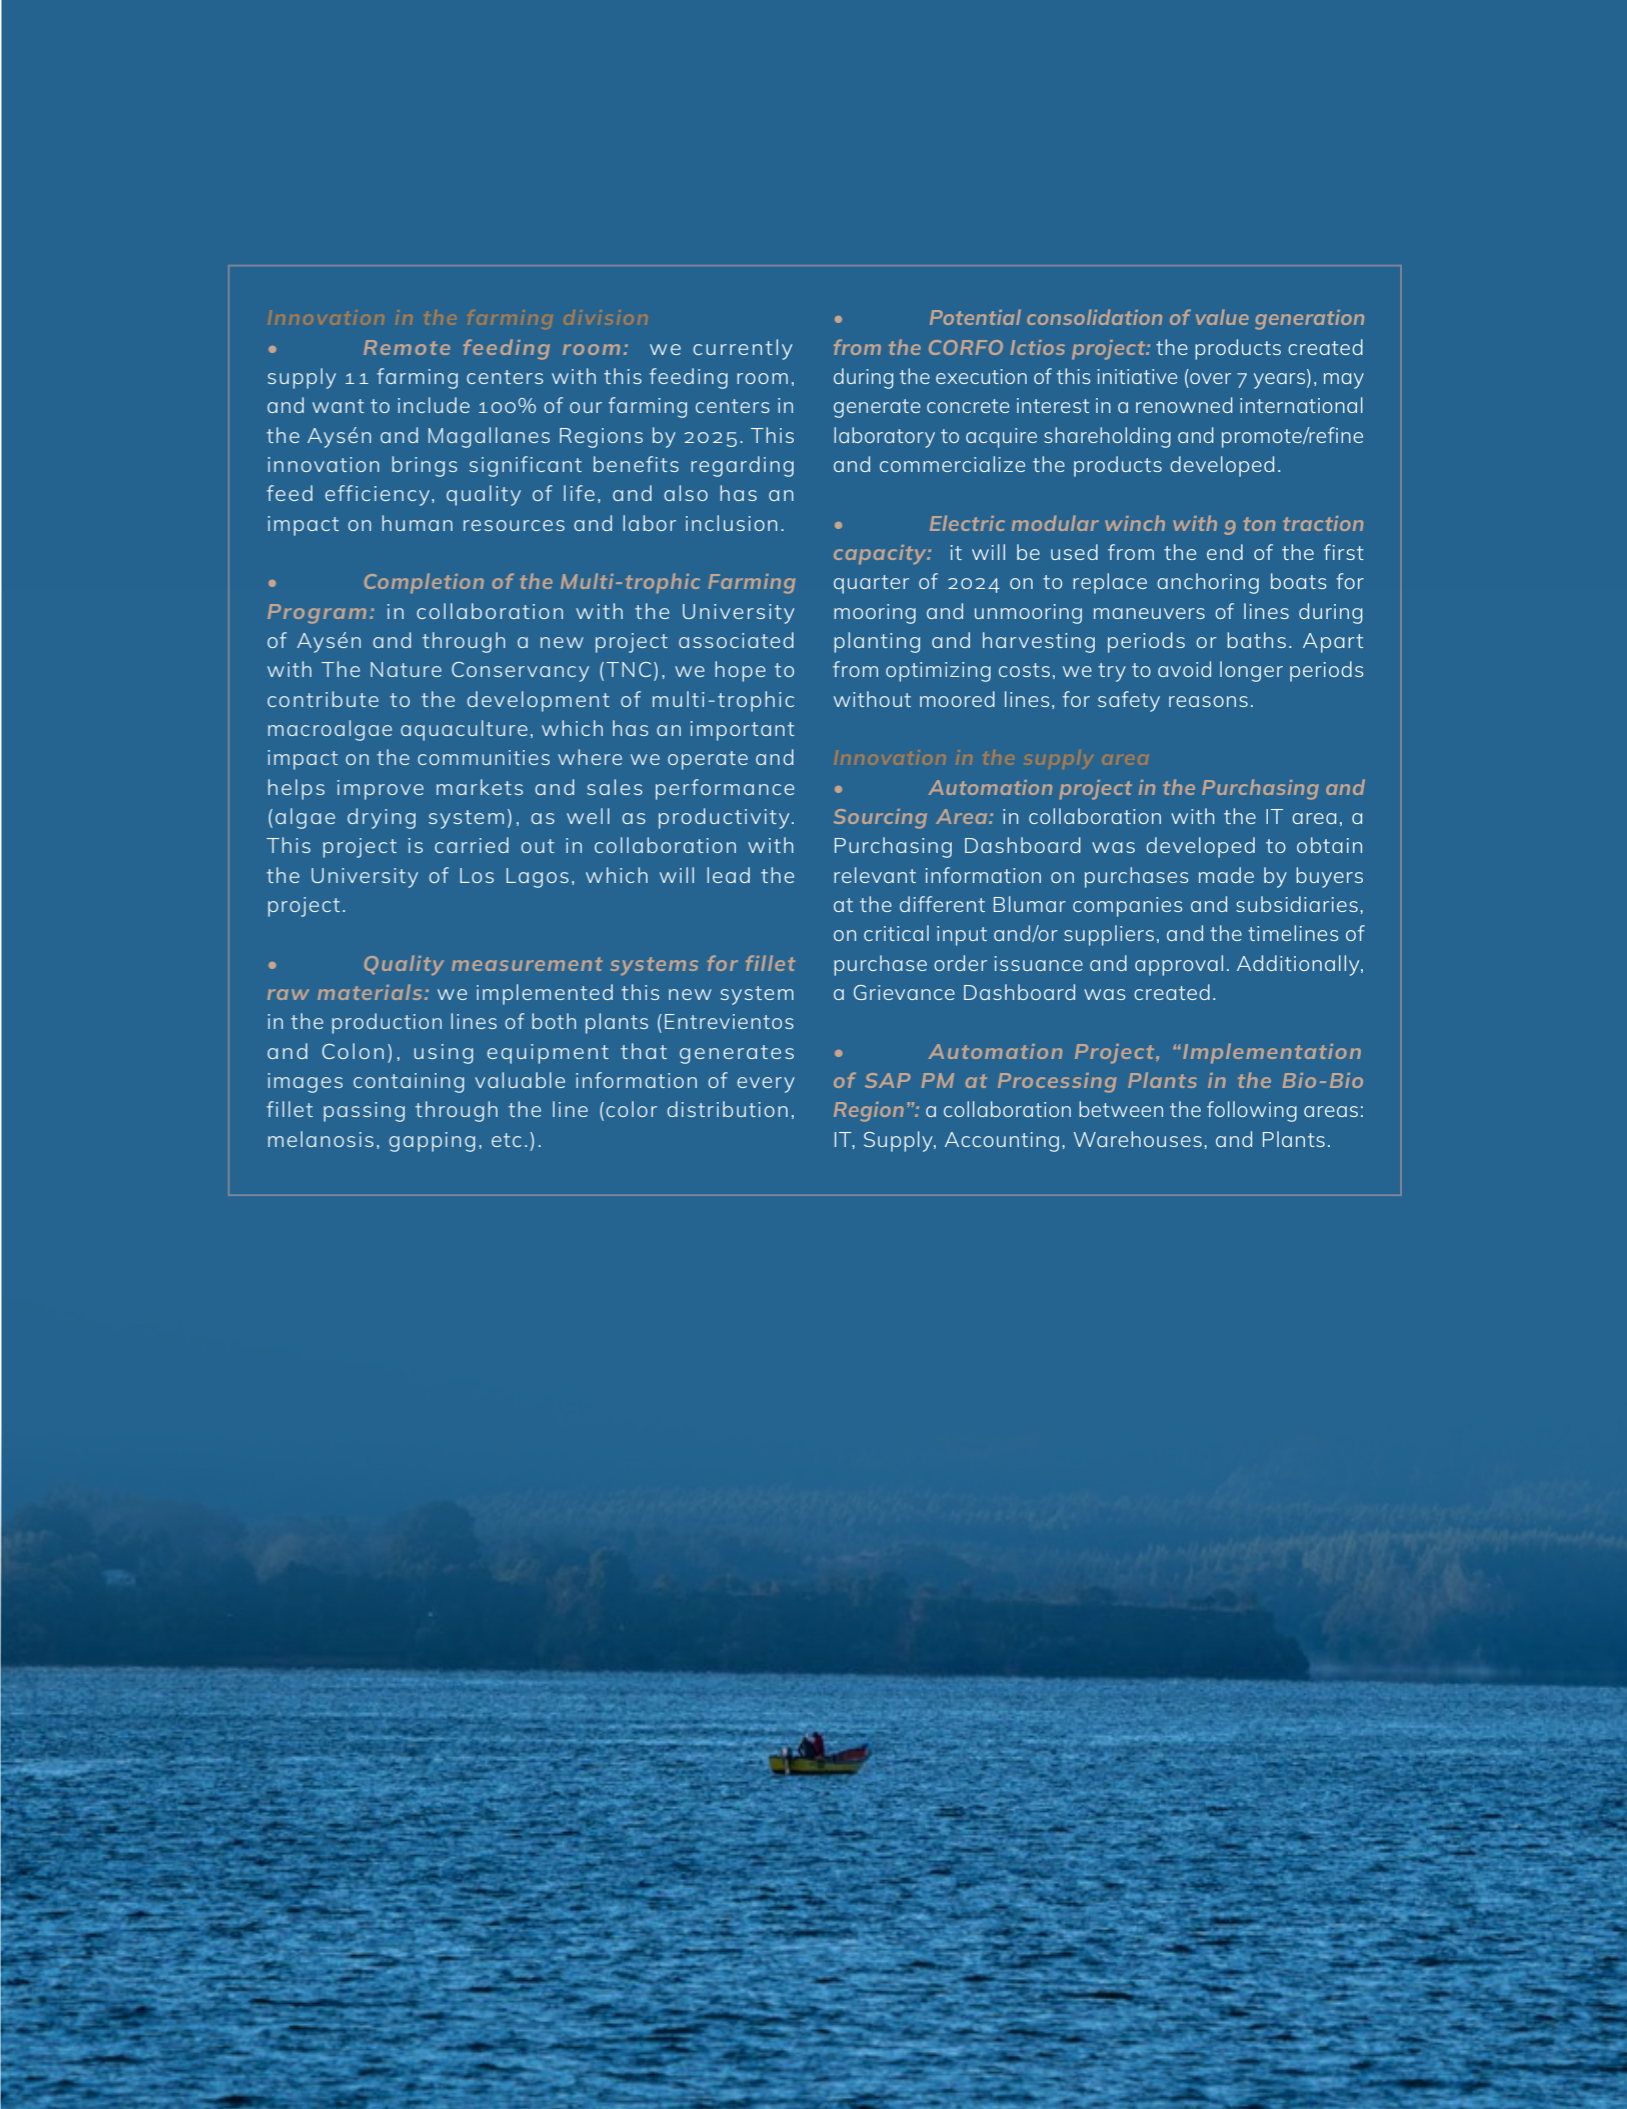 Innovation in the farming division
• Remote feeding room: we currently
supply 11 farming centers with this feeding room,
and want to include 100% of our farming centers in
the Aysén and Magallanes Regions by 2025. This
innovation brings significant benefits regarding
feed efficiency, quality of life, and also has an
impact on human resources and labor inclusion.
• Completion of the Multi-trophic Farming
Program: in collaboration with the University
of Aysén and through a new project associated
with The Nature Conservancy (TNC), we hope to
contribute to the development of multi-trophic
macroalgae aquaculture, which has an important
impact on the communities where we operate and
helps improve markets and sales performance
(algae drying system), as well as productivity.
This project is carried out in collaboration with
the University of Los Lagos, which will lead the
project.
• Quality measurement systems for fillet
raw materials: we implemented this new system
in the production lines of both plants (Entrevientos
and Colon), using equipment that generates
images containing valuable information of every
fillet passing through the line (color distribution,
melanosis, gapping, etc.).
• Potential consolidation of value generation
from the CORFO Ictios project: the products created
during the execution of this initiative (over 7 years), may
generate concrete interest in a renowned international
laboratory to acquire shareholding and promote/refine
and commercialize the products developed.
• Electric modular winch with 9 ton traction
capacity: it will be used from the end of the first
quarter of 2024 on to replace anchoring boats for
mooring and unmooring maneuvers of lines during
planting and harvesting periods or baths. Apart
from optimizing costs, we try to avoid longer periods
without moored lines, for safety reasons.
Innovation in the supply area
• Automation project in the Purchasing and
Sourcing Area: in collaboration with the IT area, a
Purchasing Dashboard was developed to obtain
relevant information on purchases made by buyers
at the different Blumar companies and subsidiaries,
on critical input and/or suppliers, and the timelines of
purchase order issuance and approval. Additionally,
a Grievance Dashboard was created.
• Automation Project, “Implementation
of SAP PM at Processing Plants in the Bio-Bio
Region”: a collaboration between the following areas:
IT, Supply, Accounting, Warehouses, and Plants.